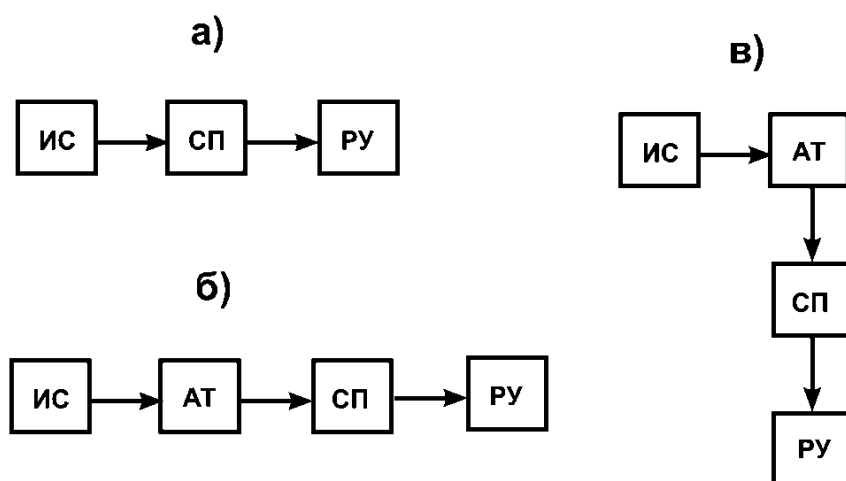 а)
ИС СП РУ
б)
ИС АТ СП РУ
в)
ИС АТ
СП
РУ